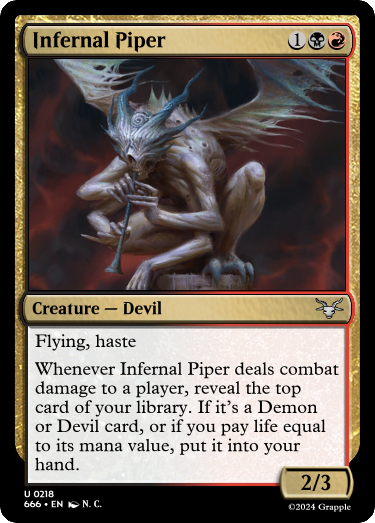 Infernal Piper 1
Creature — Devil
Flying, haste
Whenever Infernal Piper deals combat
damage to a player, reveal the top
card of your library. If it's a Demon
or Devil card, or if you pay life equal
to its mana value, put it into your
hand.
2/3
U 0218
666 • EN N. C.
©2024 Grapple